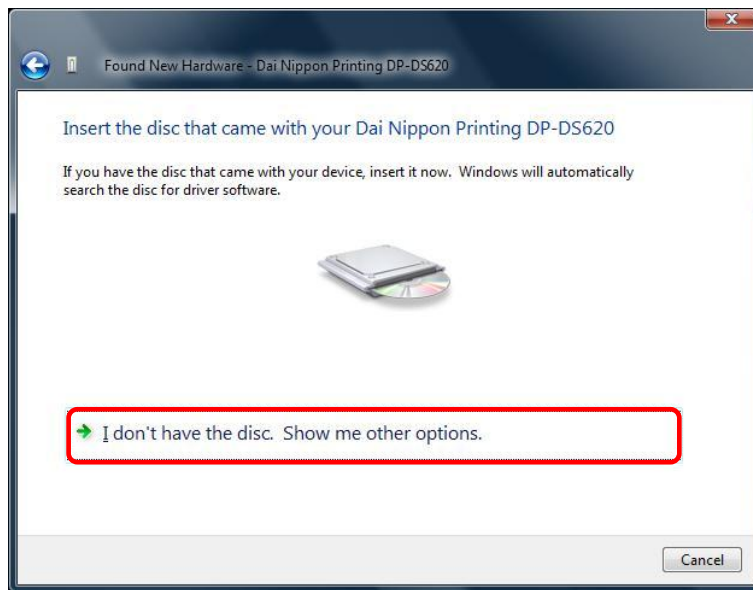 Found New Hardware - Dai Nippon Printing DP-DS620
Insert the disc that came with your Dai Nippon Printing DP-DS620
If you have the disc that came with your device, insert it now. Windows will automatically
search the disc for driver software.
I don't have the disc. Show me other options.
Cancel